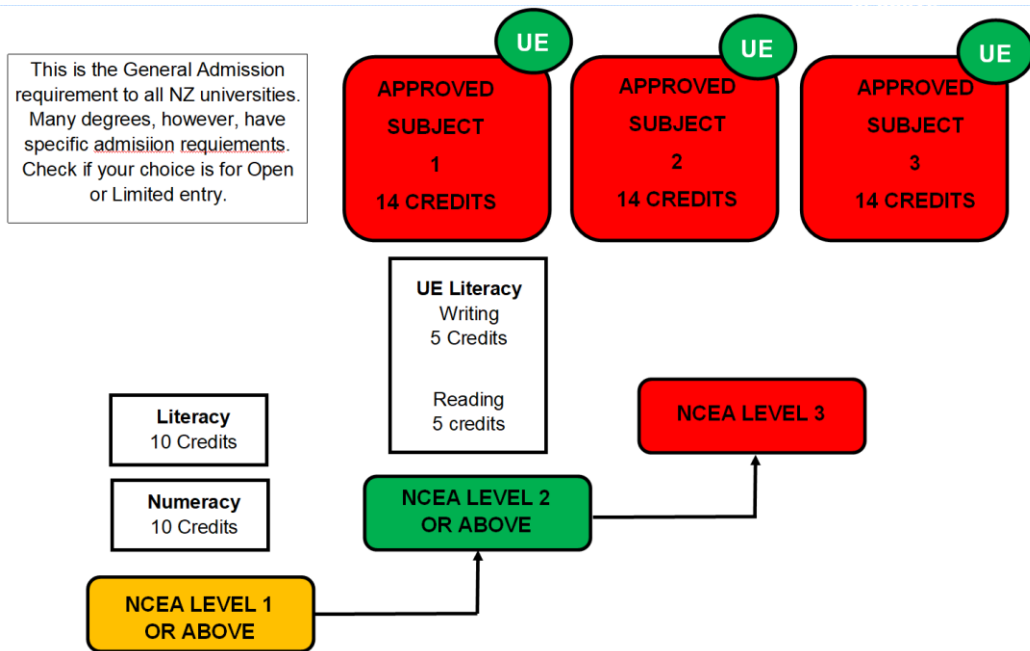 This is the General Admission
requirement to all NZ universities.
Many degrees, however, have
specific admisiion requiements.
Check if your choice is for Open
or Limited entry.
UE
APPROVED
SUBJECT
1
14 CREDITS
UE
APPROVED
SUBJECT
2
14 CREDITS
UE
APPROVED
SUBJECT
3
14 CREDITS
UE Literacy
Writing
5 Credits
Reading
5 credits
Literacy
10 Credits
Numeracy
10 Credits
NCEA LEVEL 3
NCEA LEVEL 2
OR ABOVE
NCEA LEVEL 1
OR ABOVE